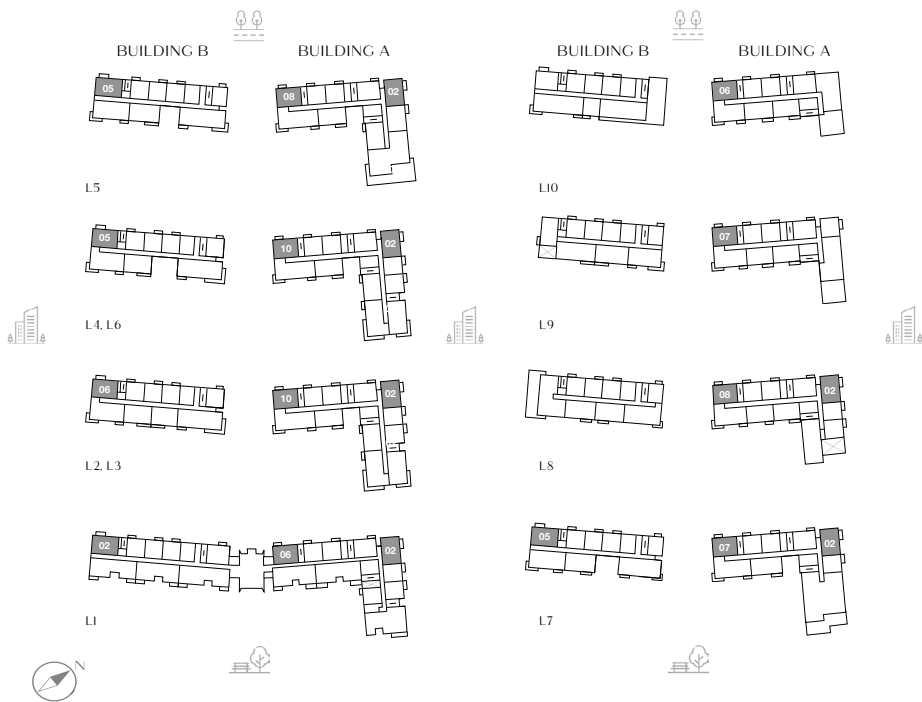 BUILDING B BUILDING A
05 08 02
L5
05 10 02
L4, L6
06 10 02
L2, L3
02 06 02
L1
BUILDING B BUILDING A
06
L10
07
L9
08 02
L8
05 07 02
L7
N